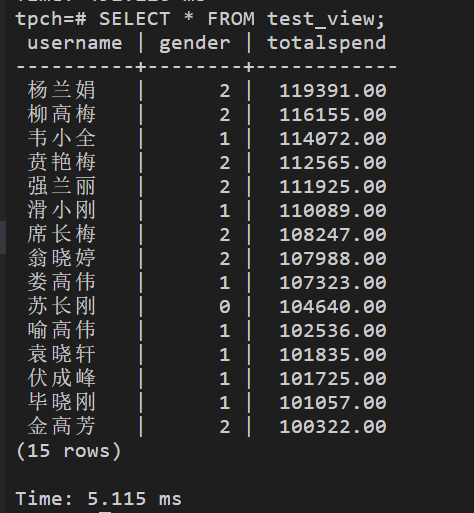 tpch=# SELECT * FROM test_view;
 username | gender | totalspend
----------+--------+------------
 杨兰娟   |      2 |  119391.00
 柳高梅   |      2 |  116155.00
 韦小全   |      1 |  114072.00
 贲艳梅   |      2 |  112565.00
 强兰丽   |      2 |  111925.00
 滑小刚   |      1 |  110089.00
 席长梅   |      2 |  108247.00
 翁晓婷   |      2 |  107988.00
 娄高伟   |      1 |  107323.00
 苏长刚   |      0 |  104640.00
 喻高伟   |      1 |  102536.00
 袁晓轩   |      1 |  101835.00
 伏成峰   |      1 |  101725.00
 毕晓刚   |      1 |  101057.00
 金高芳   |      2 |  100322.00
(15 rows)
Time: 5.115 ms